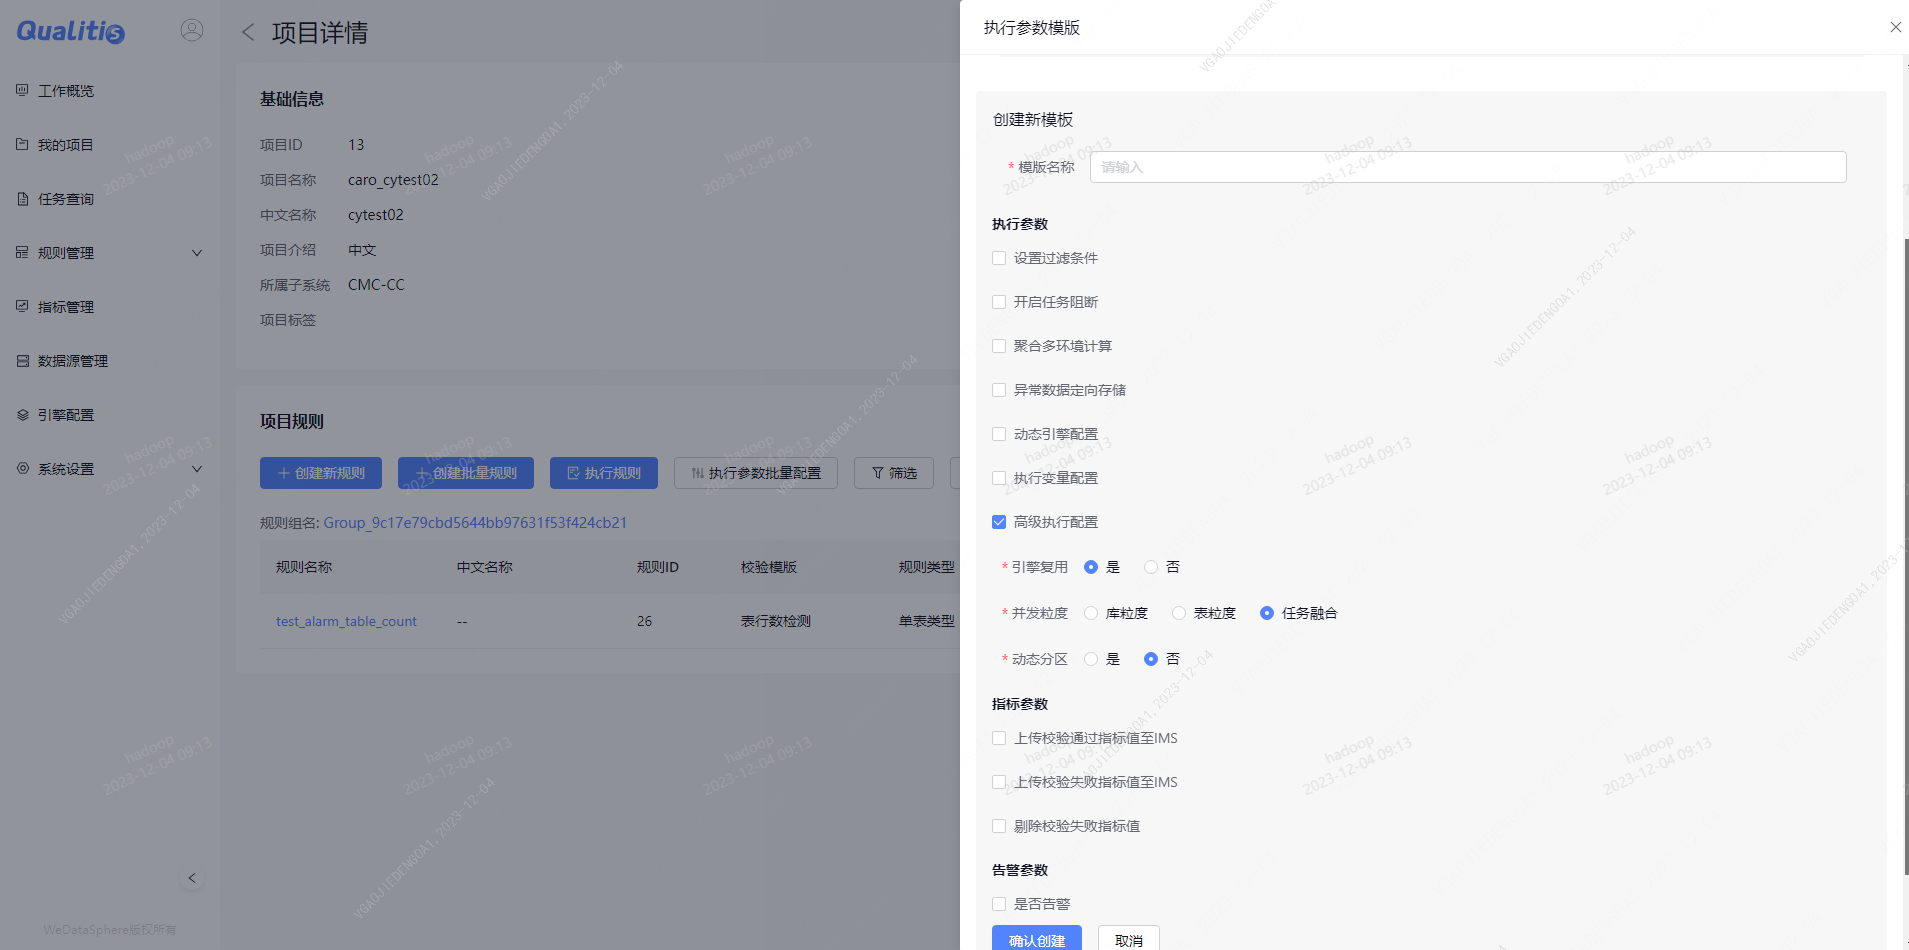 Qualitis
工作概览
我的项目
任务查询
规则管理
指标管理
数据源管理
引擎配置
系统设置
WeDataSphere版权所有
项目详情
基础信息
项目ID 13
项目名称 caro_cytest02
中文名称 cytest02
项目介绍 中文
所属子系统 CMC-CC
项目标签
项目规则
创建新规则 创建批量规则 执行规则 执行参数批量配置 筛选
规则组名: Group_9c17e79cbd5644bb97631f53f424cb21
规则名称 中文名称 规则ID 校验模版 规则类型
test_alarm_table_count -- 26 表行数检测 单表类型
执行参数模版
创建新模板
* 模版名称 请输入
执行参数
设置过滤条件
开启任务阻断
聚合多环境计算
异常数据定向存储
动态引擎配置
执行变量配置
高级执行配置
* 引擎复用 是 否
* 并发粒度 库粒度 表粒度 任务融合
* 动态分区 是 否
指标参数
上传校验通过指标值至IMS
上传校验失败指标值至IMS
剔除校验失败指标值
告警参数
是否告警
确认创建 取消
hadoop
2023-12-04 09:13
VGAOJIEDENGOA1, 2023-12-04